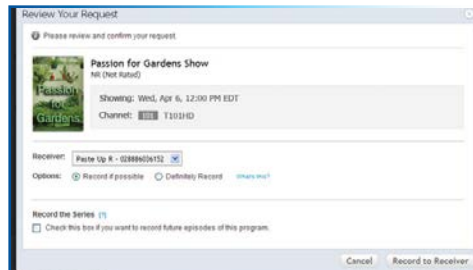 Review Your Request
Please review and confirm your request.
Passion for Gardens
Passion for Gardens Show
NR (Not Rated)
Showing: Wed, Apr 6, 12:00 PM EDT
Channel: 101 T101HD
Receiver: Paste Up R - 028886036152
Options: Record if possible Definitely Record What's this?
Record the Series [?]
Check this box if you want to record future episodes of this program.
Cancel Record to Receiver